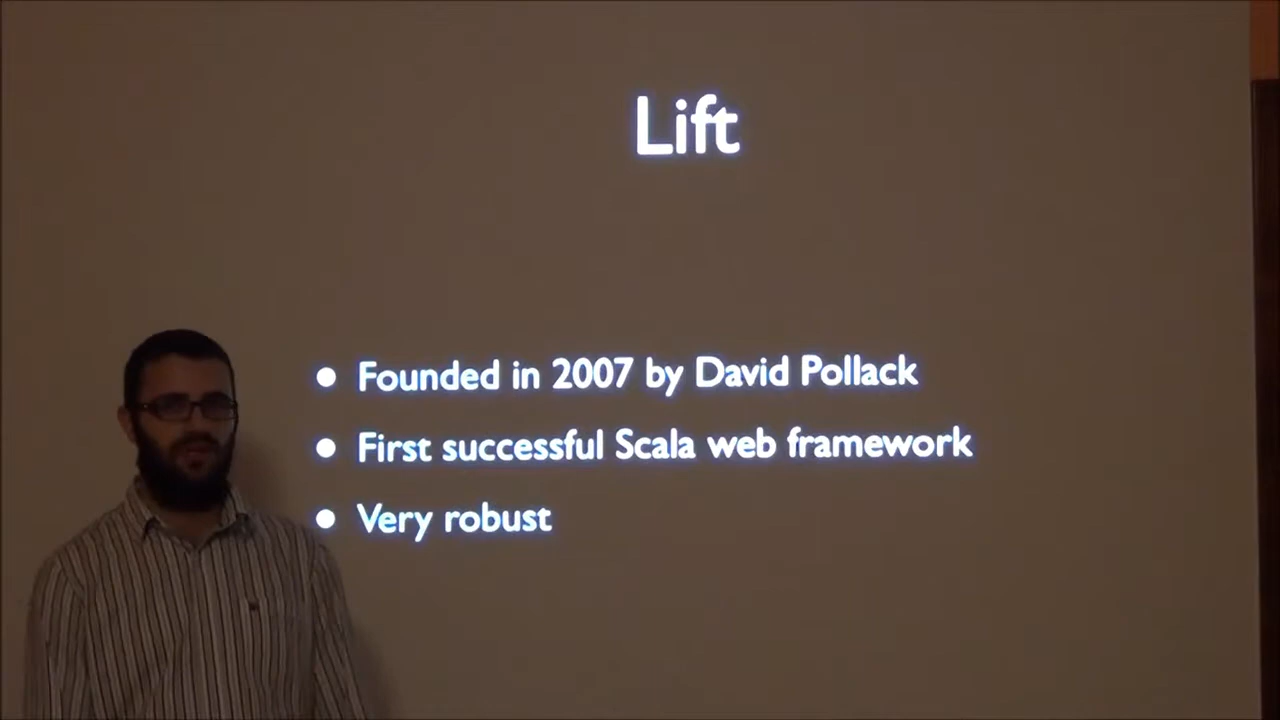 Lift
● Founded in 2007 by David Pollack
● First successful Scala web framework
● Very robust